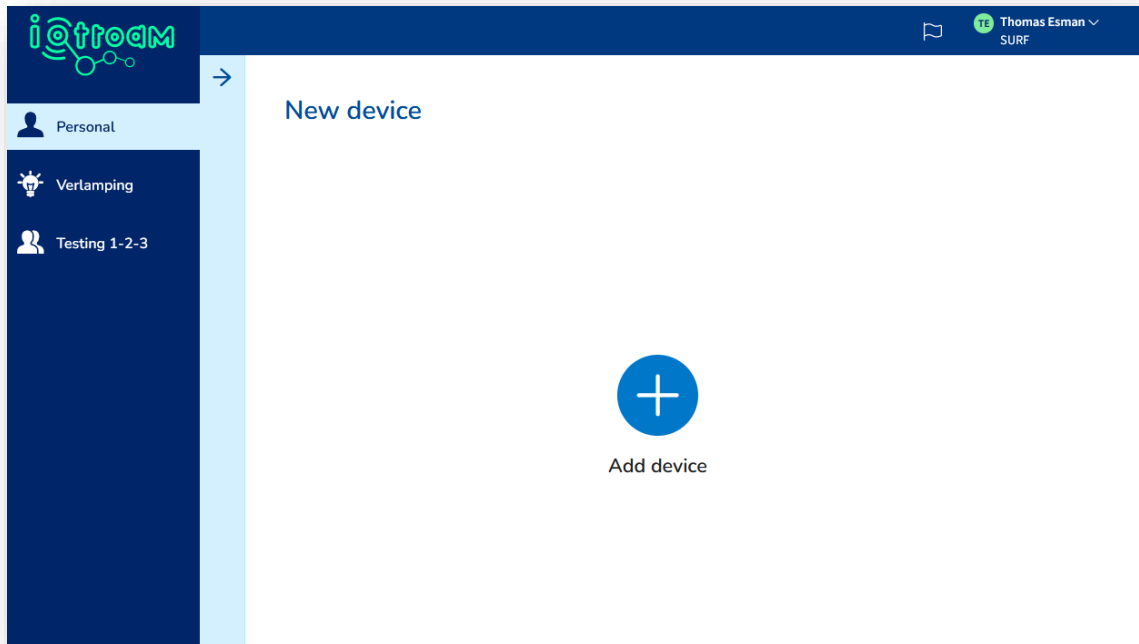 iotroam
TE Thomas Esman
SURF
Personal
Verlamping
Testing 1-2-3
New device
Add device